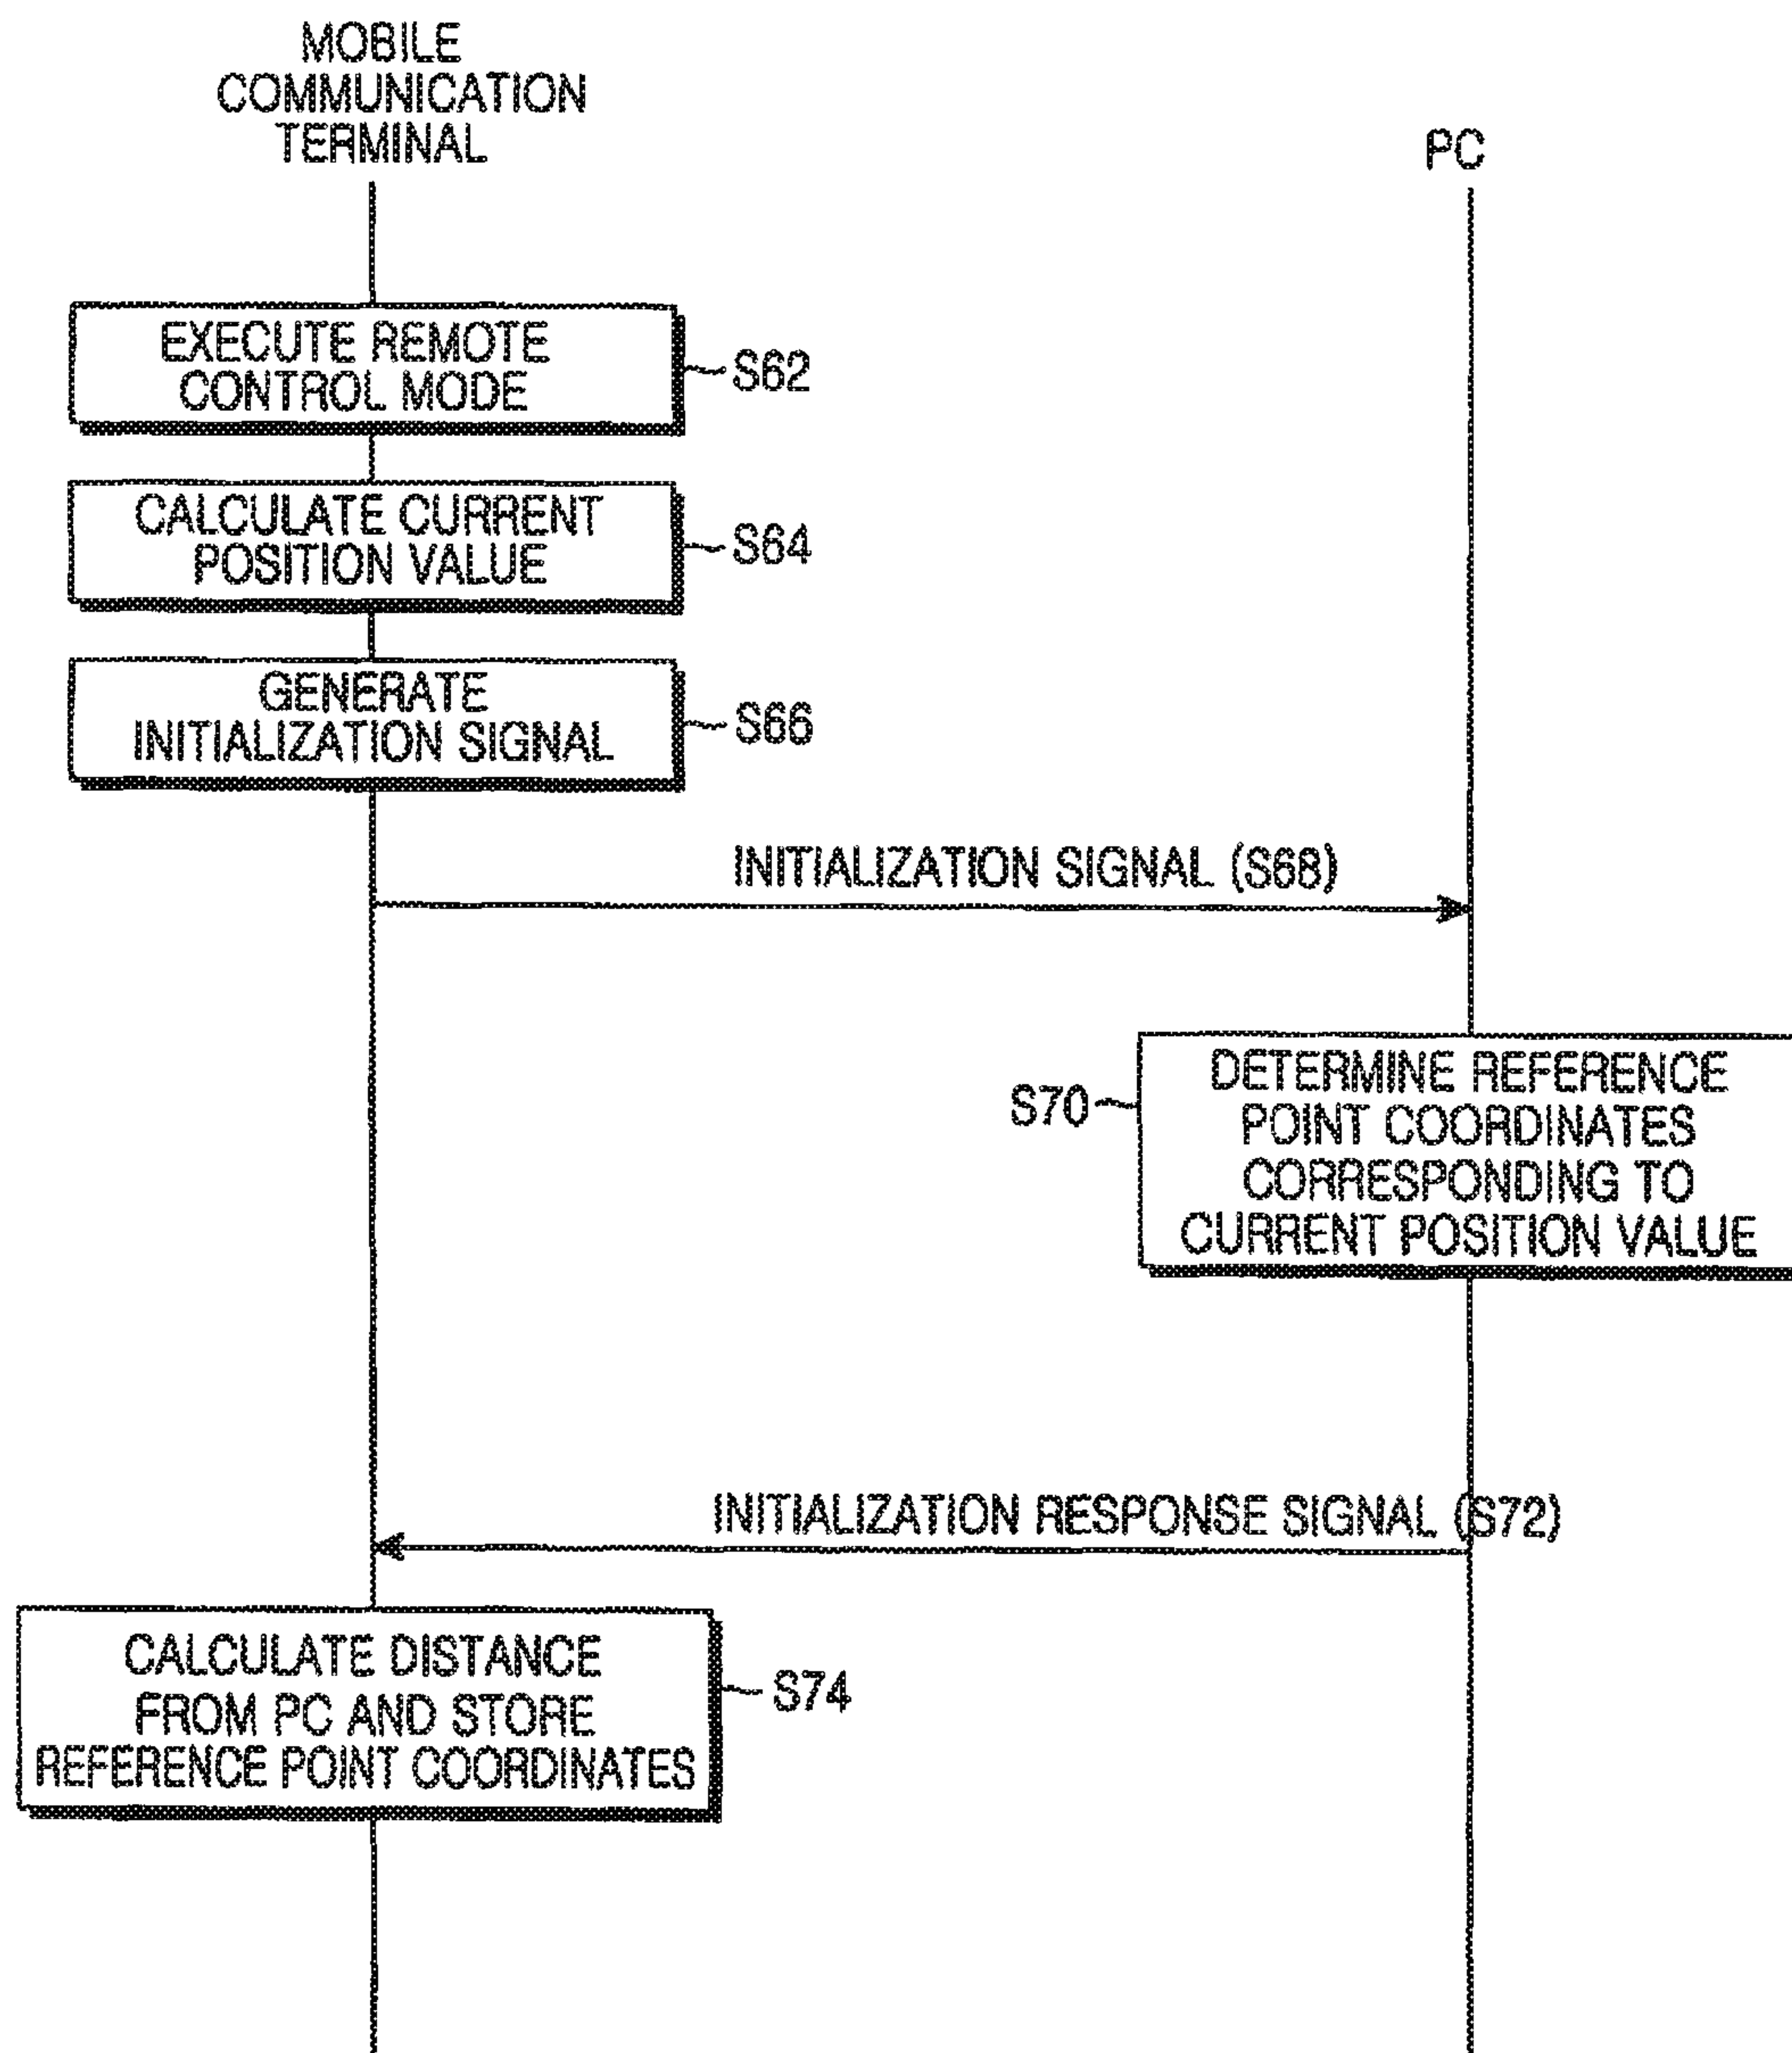 MOBILE
COMMUNICATION
TERMINAL
PC
EXECUTE REMOTE
CONTROL MODE
S62
CALCULATE CURRENT
POSITION VALUE
S64
GENERATE
INITIALIZATION SIGNAL
S66
INITIALIZATION SIGNAL (S68)
S70
DETERMINE REFERENCE
POINT COORDINATES
CORRESPONDING TO
CURRENT POSITION VALUE
INITIALIZATION RESPONSE SIGNAL (S72)
CALCULATE DISTANCE
FROM PC AND STORE
REFERENCE POINT COORDINATES
S74